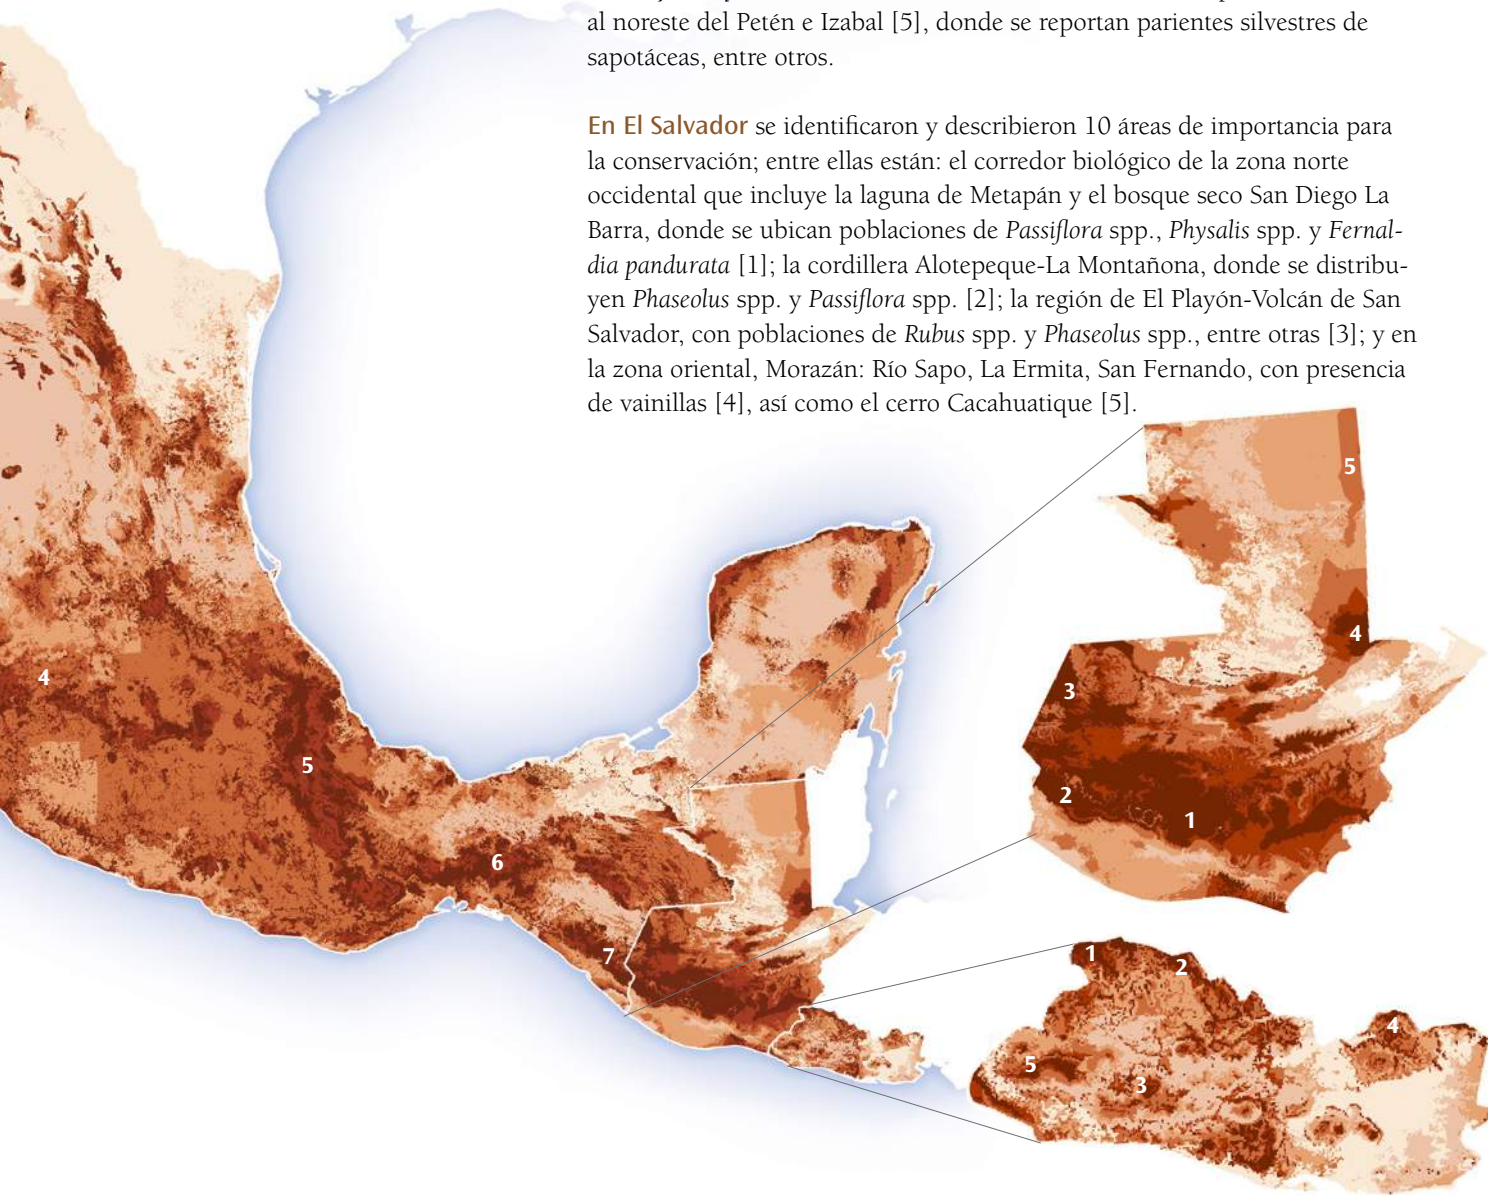 al noreste del Petén e Izabal [5], donde se reportan parientes silvestres de
sapotáceas, entre otros.
En El Salvador se identificaron y describieron 10 áreas de importancia para
la conservación; entre ellas están: el corredor biológico de la zona norte
occidental que incluye la laguna de Metapán y el bosque seco San Diego La
Barra, donde se ubican poblaciones de Passiflora spp., Physalis spp. y Fernal-
dia pandurata [1]; la cordillera Alotepeque-La Montañona, donde se distribu-
yen Phaseolus spp. y Passiflora spp. [2]; la región de El Playón-Volcán de San
Salvador, con poblaciones de Rubus spp. y Phaseolus spp., entre otras [3]; y en
la zona oriental, Morazán: Río Sapo, La Ermita, San Fernando, con presencia
de vainillas [4], así como el cerro Cacahuatique [5].
5
4
3
2
1
4
5
6
7
1
2
4
5
3